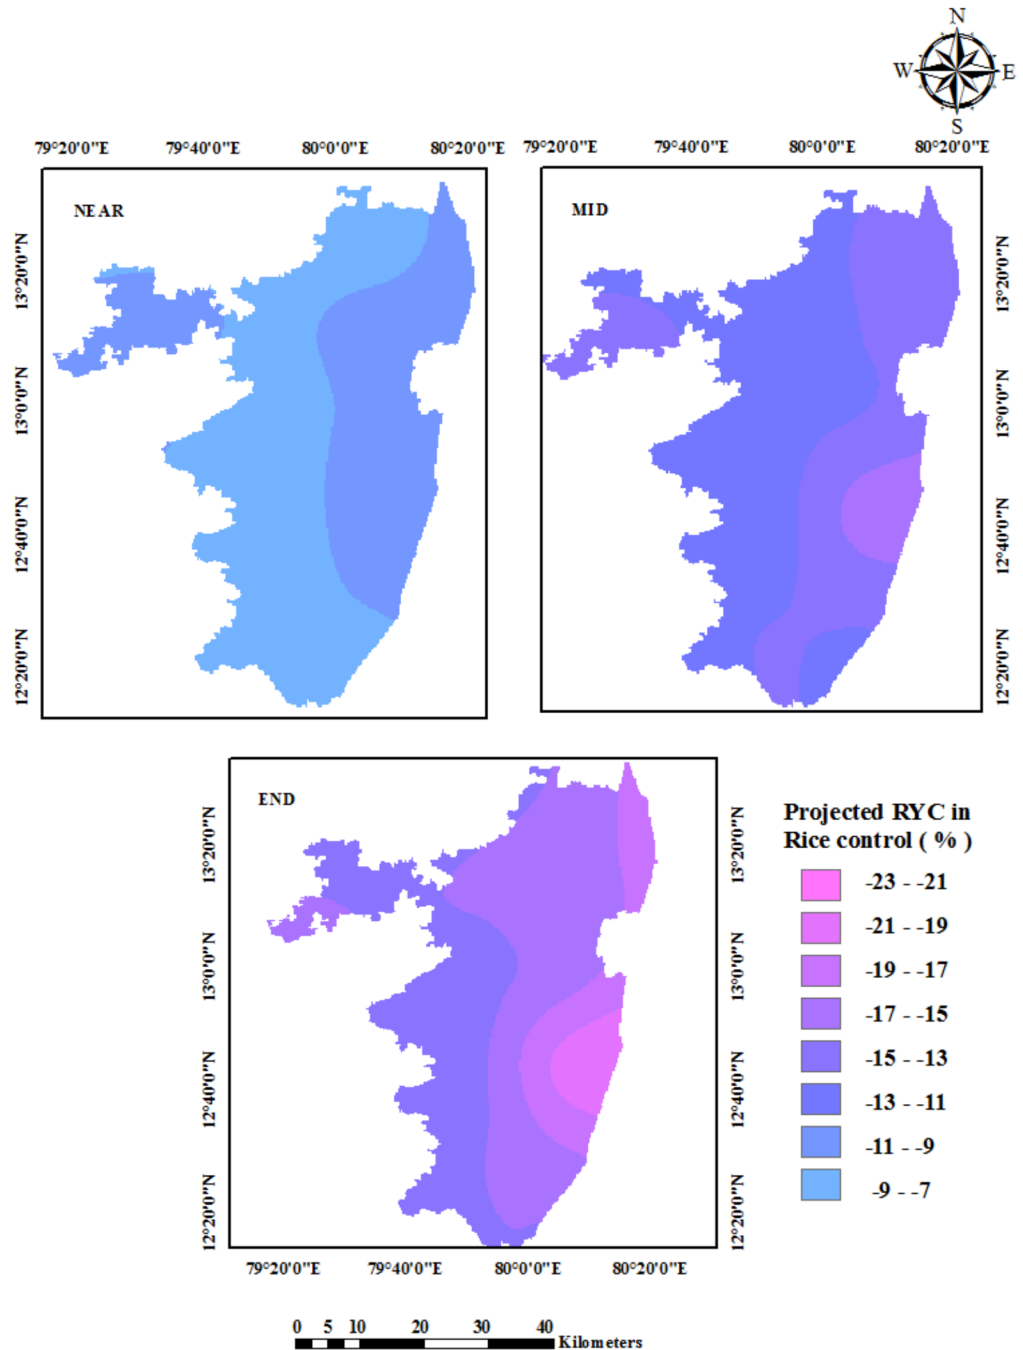 N
W E
S
79°20'0"E 79°40'0"E 80°0'0"E 80°20'0"E 79°20'0"E 79°40'0"E 80°0'0"E 80°20'0"E
NEAR
MID
13°20'0"N
13°0'0"N
12°40'0"N
12°20'0"N
13°20'0"N
13°0'0"N
12°40'0"N
12°20'0"N
END
13°20'0"N
13°0'0"N
12°40'0"N
12°20'0"N
13°20'0"N
13°0'0"N
12°40'0"N
12°20'0"N
79°20'0"E 79°40'0"E 80°0'0"E 80°20'0"E
Projected RYC in
Rice control ( % )
-23 - -21
-21 - -19
-19 - -17
-17 - -15
-15 - -13
-13 - -11
-11 - -9
-9 - -7
0 5 10 20 30 40
Kilometers